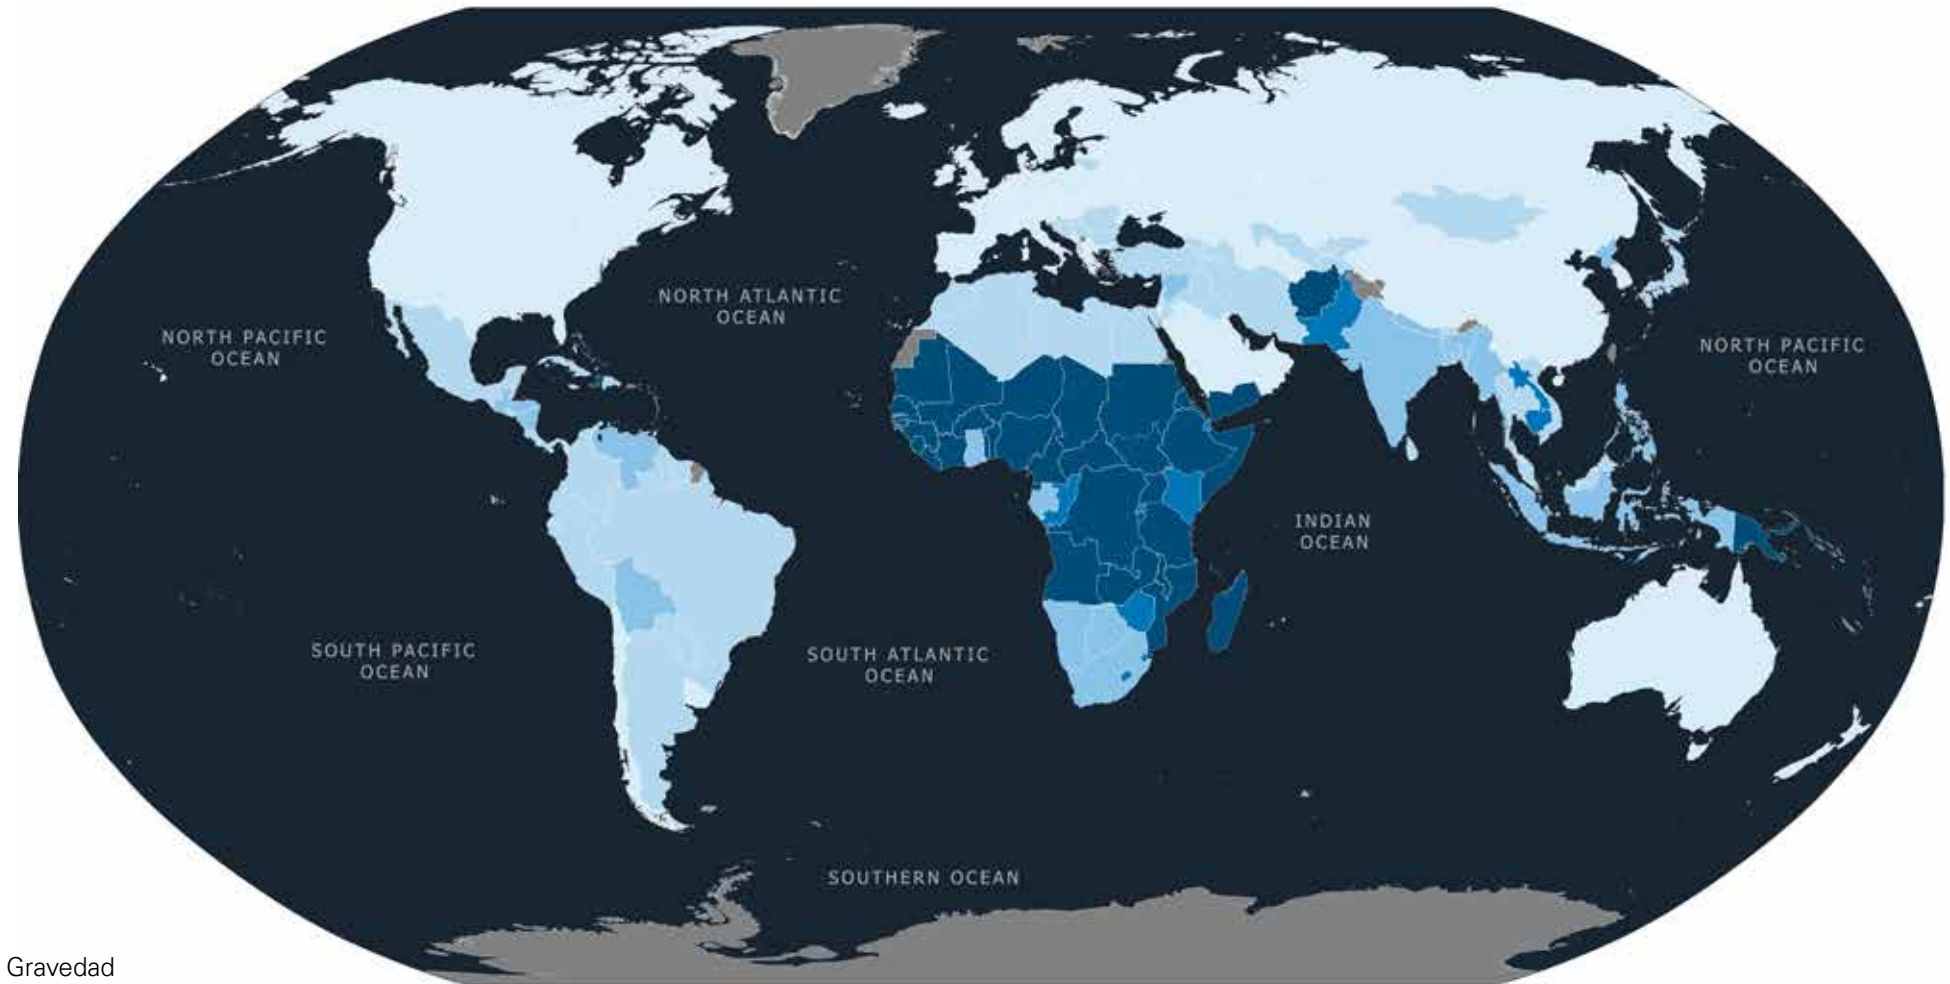 NORTH ATLANTIC
OCEAN
NORTH PACIFIC
OCEAN
NORTH PACIFIC
OCEAN
INDIAN
OCEAN
SOUTH PACIFIC
OCEAN
SOUTH ATLANTIC
OCEAN
SOUTHERN OCEAN
Gravedad